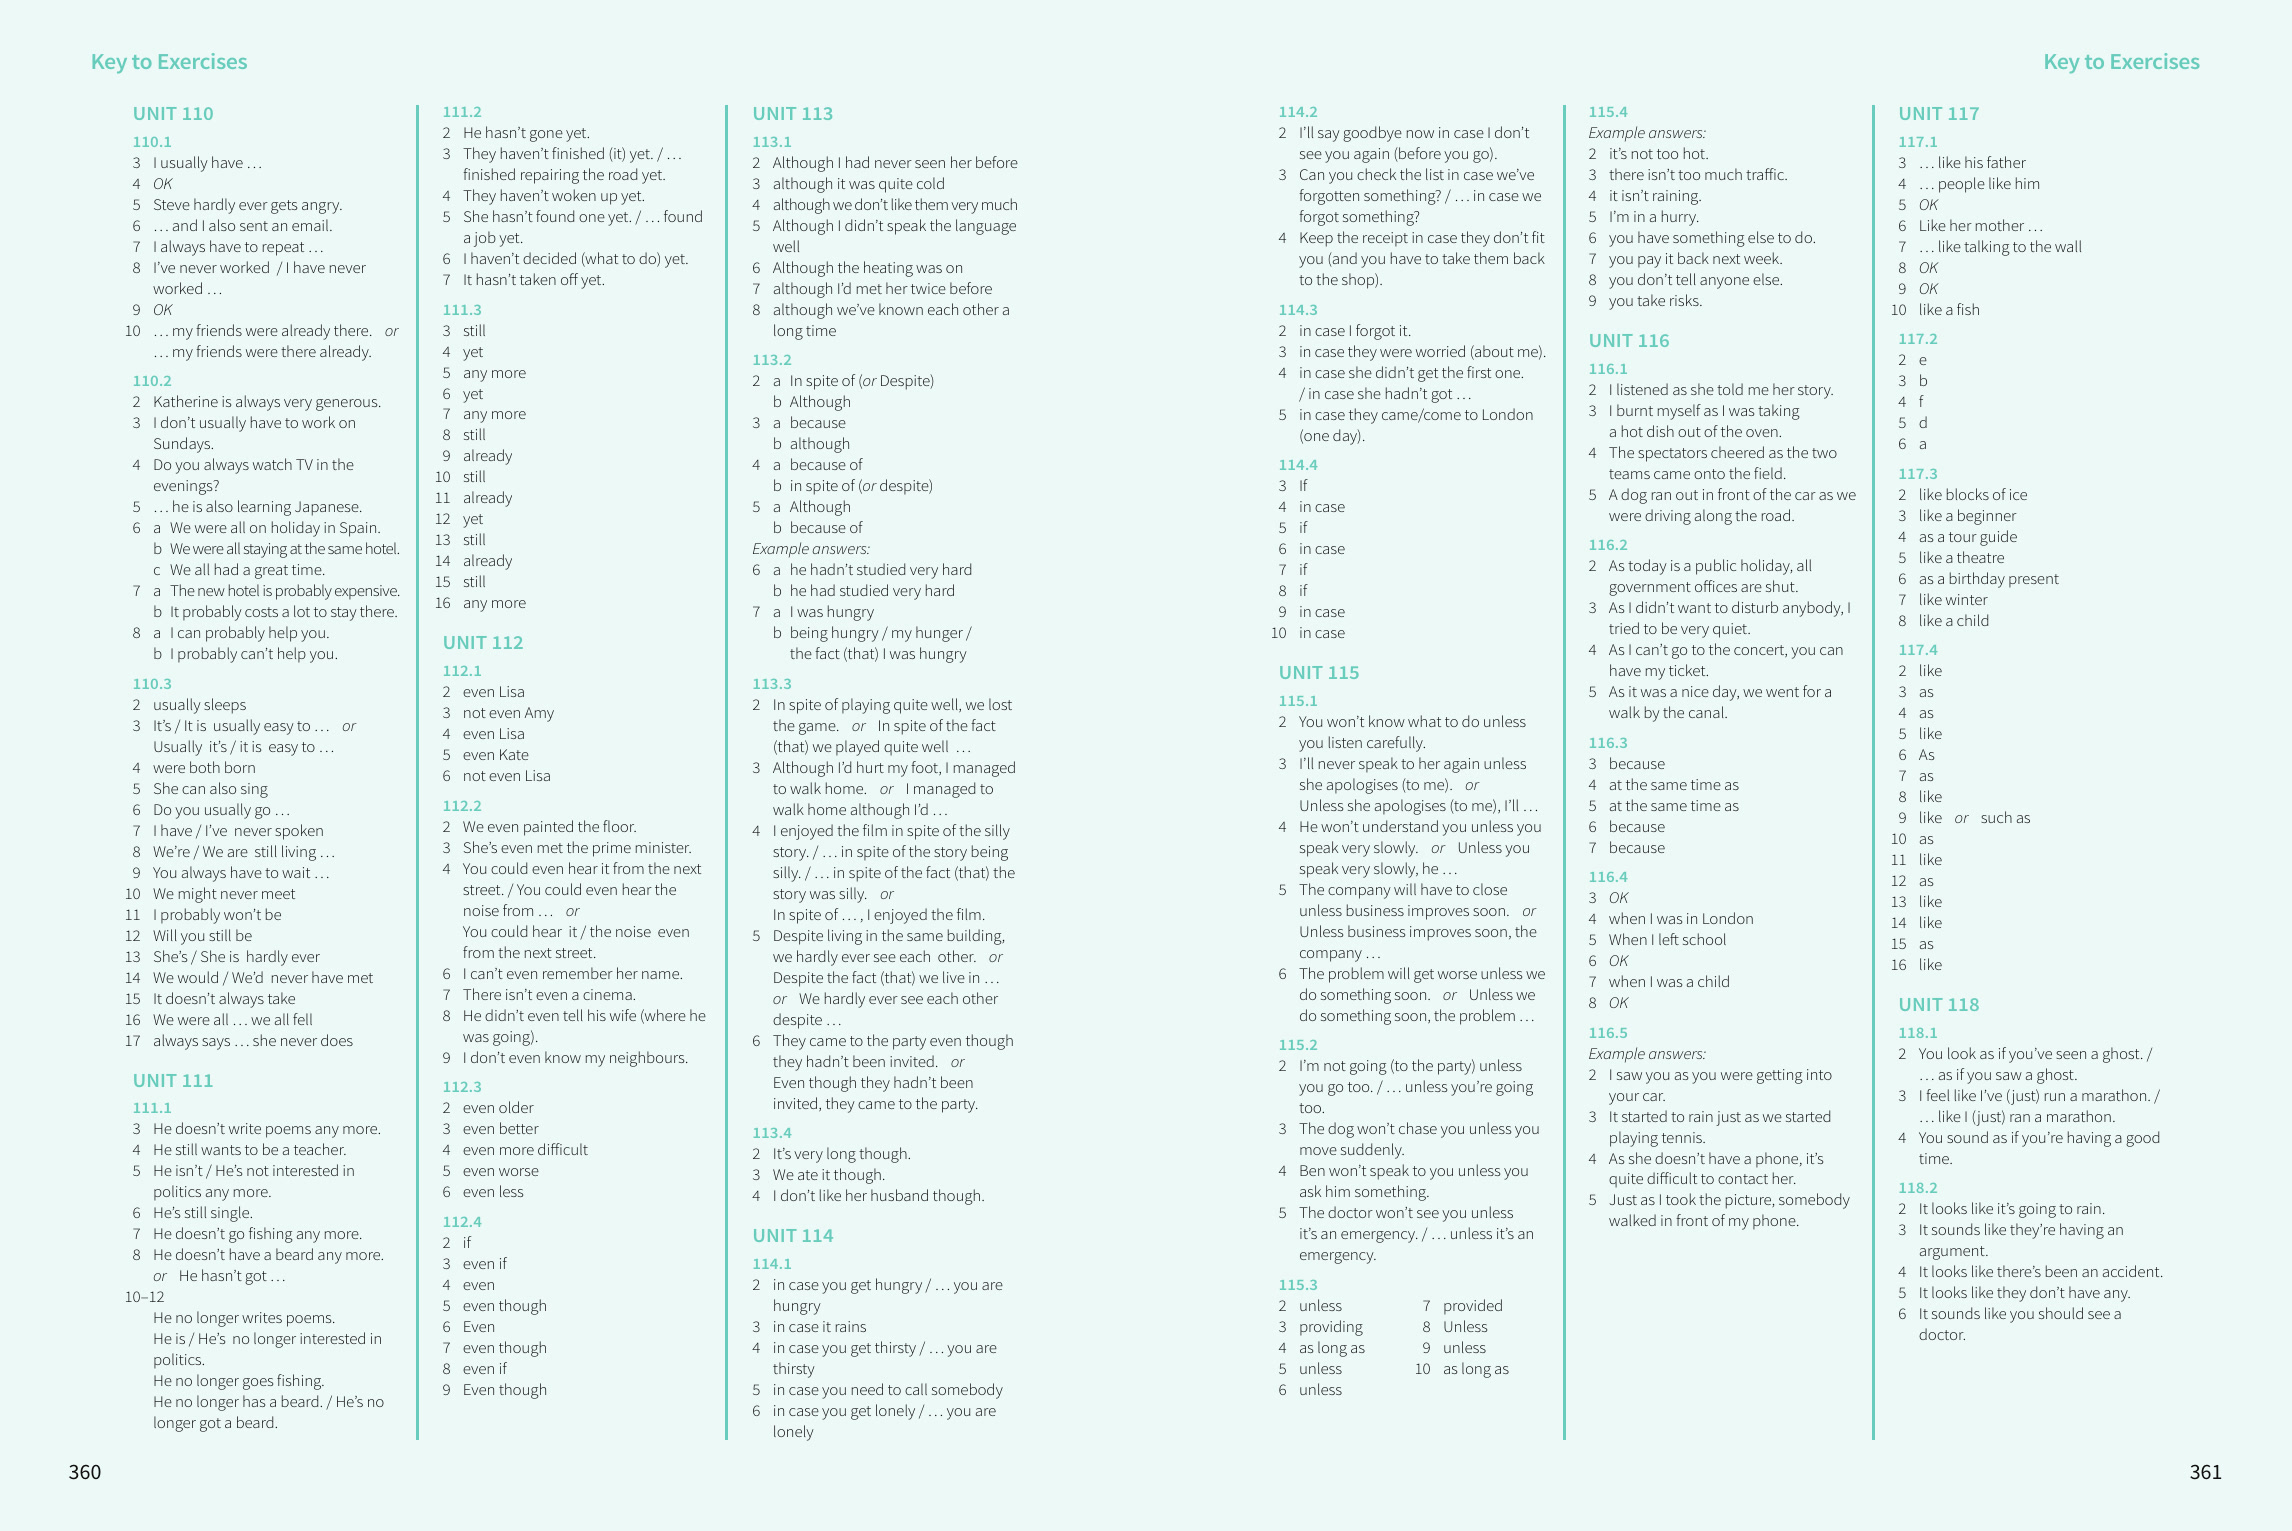 Key to Exercises
UNIT 110
110.1
3 I usually have …
4 OK
5 Steve hardly ever gets angry.
6 … and I also sent an email.
7 I always have to repeat …
8 I’ve never worked / I have never
worked …
9 OK
10 … my friends were already there. or
… my friends were there already.
110.2
2 Katherine is always very generous.
3 I don’t usually have to work on
Sundays.
4 Do you always watch TV in the
evenings?
5 … he is also learning Japanese.
6 a We were all on holiday in Spain.
b We were all staying at the same hotel.
c We all had a great time.
7 a The new hotel is probably expensive.
b It probably costs a lot to stay there.
8 a I can probably help you.
b I probably can’t help you.
110.3
2 usually sleeps
3 It’s / It is usually easy to … or
Usually it’s / it is easy to …
4 were both born
5 She can also sing
6 Do you usually go …
7 I have / I’ve never spoken
8 We’re / We are still living …
9 You always have to wait …
10 We might never meet
11 I probably won’t be
12 Will you still be
13 She’s / She is hardly ever
14 We would / We’d never have met
15 It doesn’t always take
16 We were all … we all fell
17 always says … she never does
UNIT 111
111.1
3 He doesn’t write poems any more.
4 He still wants to be a teacher.
5 He isn’t / He’s not interested in
politics any more.
6 He’s still single.
7 He doesn’t go fishing any more.
8 He doesn’t have a beard any more.
or He hasn’t got …
10–12
He no longer writes poems.
He is / He’s no longer interested in
politics.
He no longer goes fishing.
He no longer has a beard. / He’s no
longer got a beard.
111.2
2 He hasn’t gone yet.
3 They haven’t finished (it) yet. / …
finished repairing the road yet.
4 They haven’t woken up yet.
5 She hasn’t found one yet. / … found
a job yet.
6 I haven’t decided (what to do) yet.
7 It hasn’t taken off yet.
111.3
3 still
4 yet
5 any more
6 yet
7 any more
8 still
9 already
10 still
11 already
12 yet
13 still
14 already
15 still
16 any more
UNIT 112
112.1
2 even Lisa
3 not even Amy
4 even Lisa
5 even Kate
6 not even Lisa
112.2
2 We even painted the floor.
3 She’s even met the prime minister.
4 You could even hear it from the next
street. / You could even hear the
noise from … or
You could hear it / the noise even
from the next street.
6 I can’t even remember her name.
7 There isn’t even a cinema.
8 He didn’t even tell his wife (where he
was going).
9 I don’t even know my neighbours.
112.3
2 even older
3 even better
4 even more difficult
5 even worse
6 even less
112.4
2 if
3 even if
4 even
5 even though
6 Even
7 even though
8 even if
9 Even though
UNIT 113
113.1
2 Although I had never seen her before
3 although it was quite cold
4 although we don’t like them very much
5 Although I didn’t speak the language
well
6 Although the heating was on
7 although I’d met her twice before
8 although we’ve known each other a
long time
113.2
2 a In spite of (or Despite)
b Although
3 a because
b although
4 a because of
b in spite of (or despite)
5 a Although
b because of
Example answers:
6 a he hadn’t studied very hard
b he had studied very hard
7 a I was hungry
b being hungry / my hunger /
the fact (that) I was hungry
113.3
2 In spite of playing quite well, we lost
the game. or In spite of the fact
(that) we played quite well …
3 Although I’d hurt my foot, I managed
to walk home. or I managed to
walk home although I’d …
4 I enjoyed the film in spite of the silly
story. / … in spite of the story being
silly. / … in spite of the fact (that) the
story was silly. or
In spite of … , I enjoyed the film.
5 Despite living in the same building,
we hardly ever see each other. or
Despite the fact (that) we live in …
or We hardly ever see each other
despite …
6 They came to the party even though
they hadn’t been invited. or
Even though they hadn’t been
invited, they came to the party.
113.4
2 It’s very long though.
3 We ate it though.
4 I don’t like her husband though.
UNIT 114
114.1
2 in case you get hungry / … you are
hungry
3 in case it rains
4 in case you get thirsty / … you are
thirsty
5 in case you need to call somebody
6 in case you get lonely / … you are
lonely
360
Key to Exercises
114.2
2 I’ll say goodbye now in case I don’t
see you again (before you go).
3 Can you check the list in case we’ve
forgotten something? / … in case we
forgot something?
4 Keep the receipt in case they don’t fit
you (and you have to take them back
to the shop).
114.3
2 in case I forgot it.
3 in case they were worried (about me).
4 in case she didn’t get the first one.
/ in case she hadn’t got …
5 in case they came/come to London
(one day).
114.4
3 If
4 in case
5 if
6 in case
7 if
8 if
9 in case
10 in case
UNIT 115
115.1
2 You won’t know what to do unless
you listen carefully.
3 I’ll never speak to her again unless
she apologises (to me). or
Unless she apologises (to me), I’ll …
4 He won’t understand you unless you
speak very slowly. or Unless you
speak very slowly, he …
5 The company will have to close
unless business improves soon. or
Unless business improves soon, the
company …
6 The problem will get worse unless we
do something soon. or Unless we
do something soon, the problem …
115.2
2 I’m not going (to the party) unless
you go too. / … unless you’re going
too.
3 The dog won’t chase you unless you
move suddenly.
4 Ben won’t speak to you unless you
ask him something.
5 The doctor won’t see you unless
it’s an emergency. / … unless it’s an
emergency.
115.3
2 unless
3 providing
4 as long as
5 unless
6 unless
7 provided
8 Unless
9 unless
10 as long as
115.4
Example answers:
2 it’s not too hot.
3 there isn’t too much traffic.
4 it isn’t raining.
5 I’m in a hurry.
6 you have something else to do.
7 you pay it back next week.
8 you don’t tell anyone else.
9 you take risks.
UNIT 116
116.1
2 I listened as she told me her story.
3 I burnt myself as I was taking
a hot dish out of the oven.
4 The spectators cheered as the two
teams came onto the field.
5 A dog ran out in front of the car as we
were driving along the road.
116.2
2 As today is a public holiday, all
government offices are shut.
3 As I didn’t want to disturb anybody, I
tried to be very quiet.
4 As I can’t go to the concert, you can
have my ticket.
5 As it was a nice day, we went for a
walk by the canal.
116.3
3 because
4 at the same time as
5 at the same time as
6 because
7 because
116.4
3 OK
4 when I was in London
5 When I left school
6 OK
7 when I was a child
8 OK
116.5
Example answers:
2 I saw you as you were getting into
your car.
3 It started to rain just as we started
playing tennis.
4 As she doesn’t have a phone, it’s
quite difficult to contact her.
5 Just as I took the picture, somebody
walked in front of my phone.
UNIT 117
117.1
3 … like his father
4 … people like him
5 OK
6 Like her mother …
7 … like talking to the wall
8 OK
9 OK
10 like a fish
117.2
2 e
3 b
4 f
5 d
6 a
117.3
2 like blocks of ice
3 like a beginner
4 as a tour guide
5 like a theatre
6 as a birthday present
7 like winter
8 like a child
117.4
2 like
3 as
4 as
5 like
6 As
7 as
8 like
9 like or such as
10 as
11 like
12 as
13 like
14 like
15 as
16 like
UNIT 118
118.1
2 You look as if you’ve seen a ghost. /
… as if you saw a ghost.
3 I feel like I’ve (just) run a marathon. /
… like I (just) ran a marathon.
4 You sound as if you’re having a good
time.
118.2
2 It looks like it’s going to rain.
3 It sounds like they’re having an
argument.
4 It looks like there’s been an accident.
5 It looks like they don’t have any.
6 It sounds like you should see a
doctor.
361